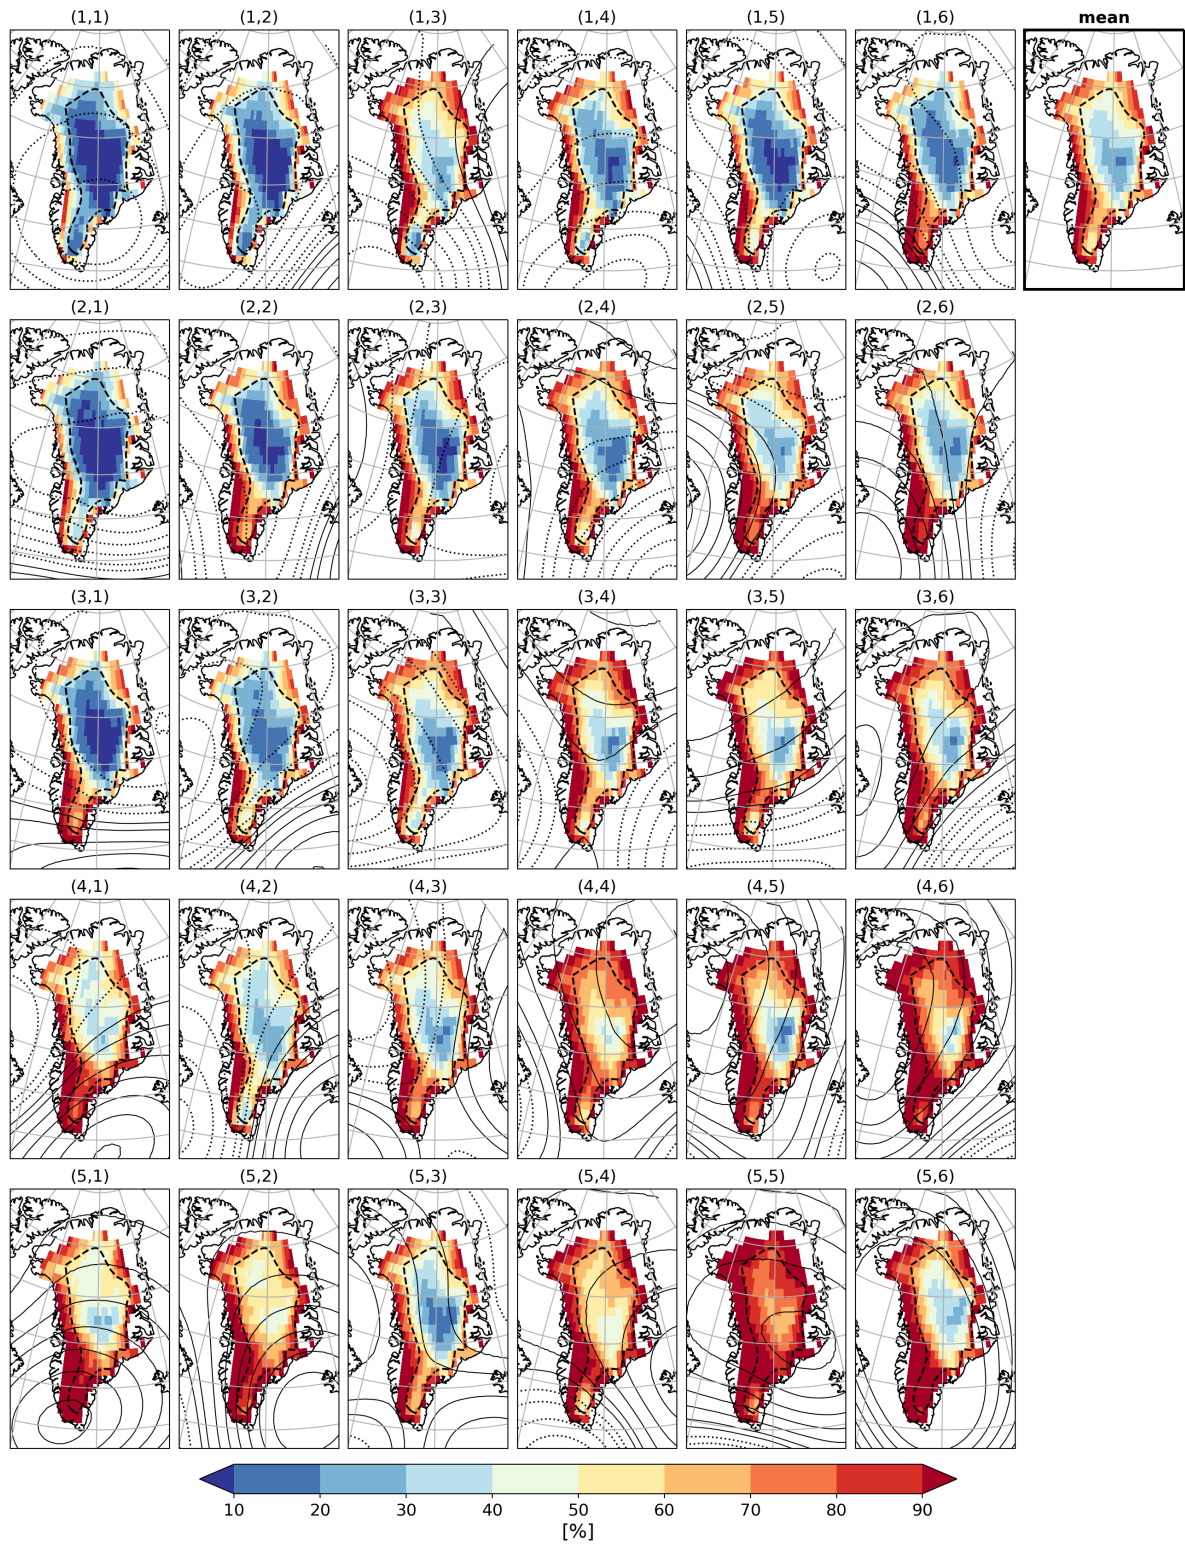 (1,1) (1,2) (1,3) (1,4) (1,5) (1,6) mean
(2,1) (2,2) (2,3) (2,4) (2,5) (2,6)
(3,1) (3,2) (3,3) (3,4) (3,5) (3,6)
(4,1) (4,2) (4,3) (4,4) (4,5) (4,6)
(5,1) (5,2) (5,3) (5,4) (5,5) (5,6)
10 20 30 40 50 60 70 80 90
[%]